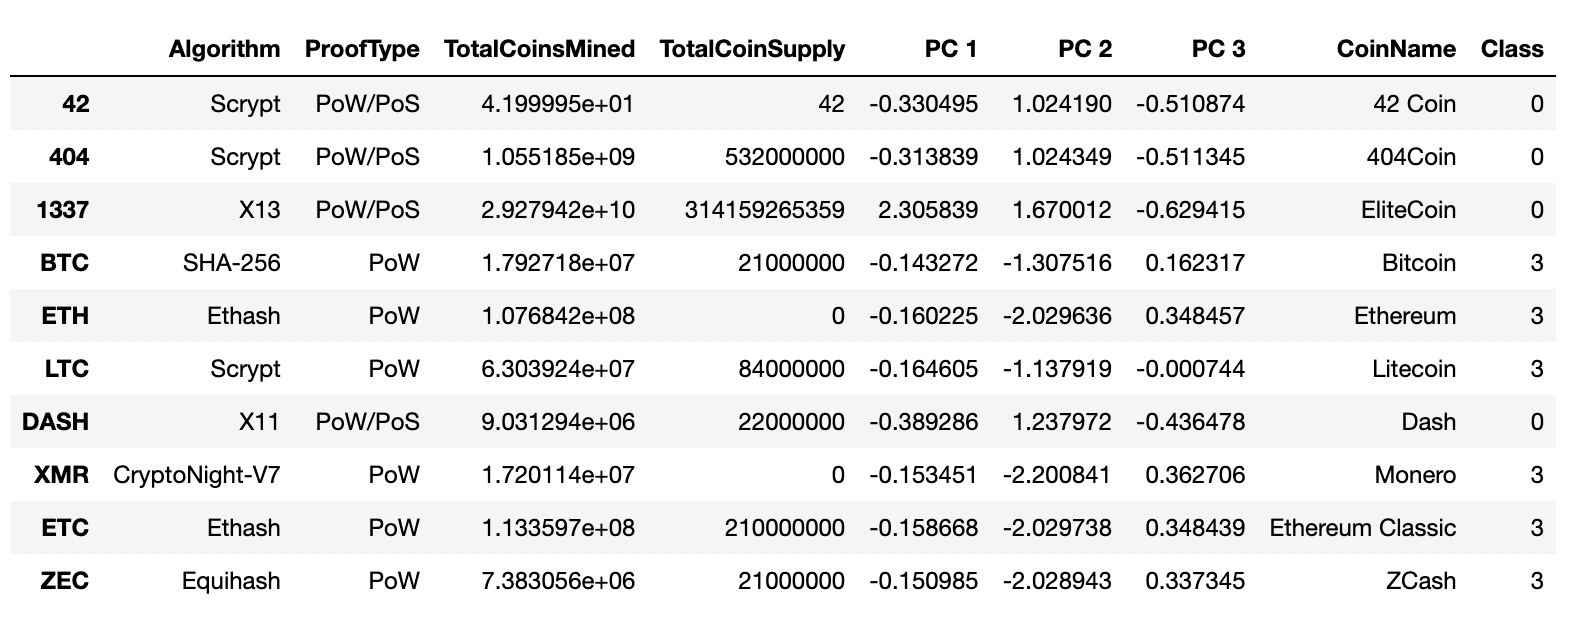 Algorithm ProofType TotalCoinsMined TotalCoinSupply PC 1 PC 2 PC 3 CoinName Class
42 Scrypt PoW/PoS 4.199995e+01 42 -0.330495 1.024190 -0.510874 42 Coin 0
404 Scrypt PoW/PoS 1.055185e+09 532000000 -0.313839 1.024349 -0.511345 404Coin 0
1337 X13 PoW/PoS 2.927942e+10 314159265359 2.305839 1.670012 -0.629415 EliteCoin 0
BTC SHA-256 PoW 1.792718e+07 21000000 -0.143272 -1.307516 0.162317 Bitcoin 3
ETH Ethash PoW 1.076842e+08 0 -0.160225 -2.029636 0.348457 Ethereum 3
LTC Scrypt PoW 6.303924e+07 84000000 -0.164605 -1.137919 -0.000744 Litecoin 3
DASH X11 PoW/PoS 9.031294e+06 22000000 -0.389286 1.237972 -0.436478 Dash 0
XMR CryptoNight-V7 PoW 1.720114e+07 0 -0.153451 -2.200841 0.362706 Monero 3
ETC Ethash PoW 1.133597e+08 210000000 -0.158668 -2.029738 0.348439 Ethereum Classic 3
ZEC Equihash PoW 7.383056e+06 21000000 -0.150985 -2.028943 0.337345 ZCash 3